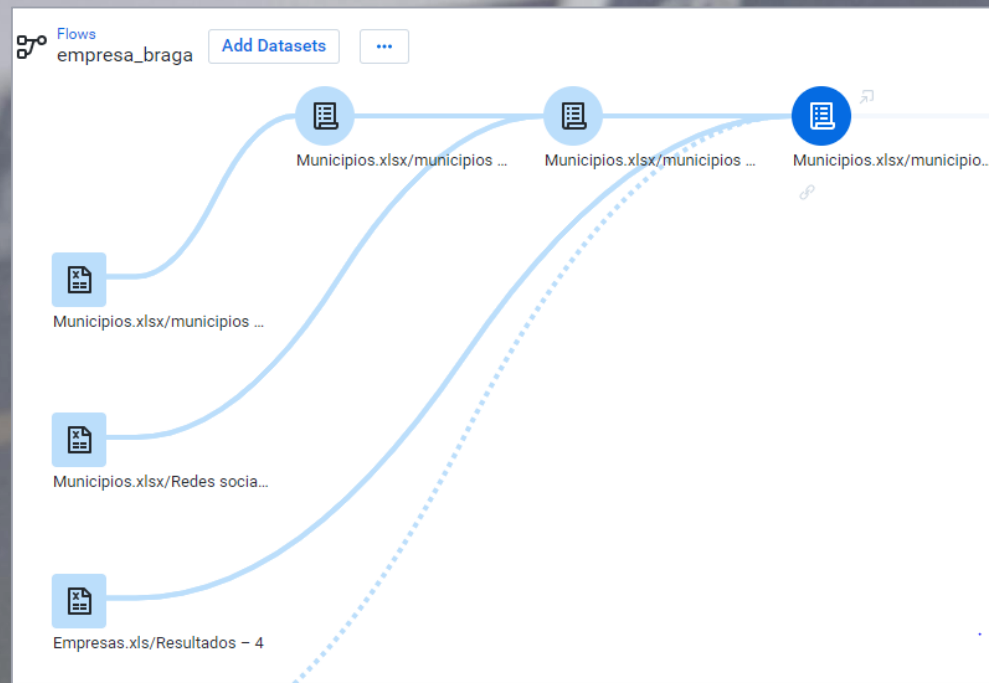 Flows
empresa_braga
Add Datasets
...
Municipios.xlsx/municipios ...
Municipios.xlsx/municipios ...
Municipios.xlsx/municipio...
Municipios.xlsx/municipios ...
Municipios.xlsx/Redes socia...
Empresas.xls/Resultados – 4